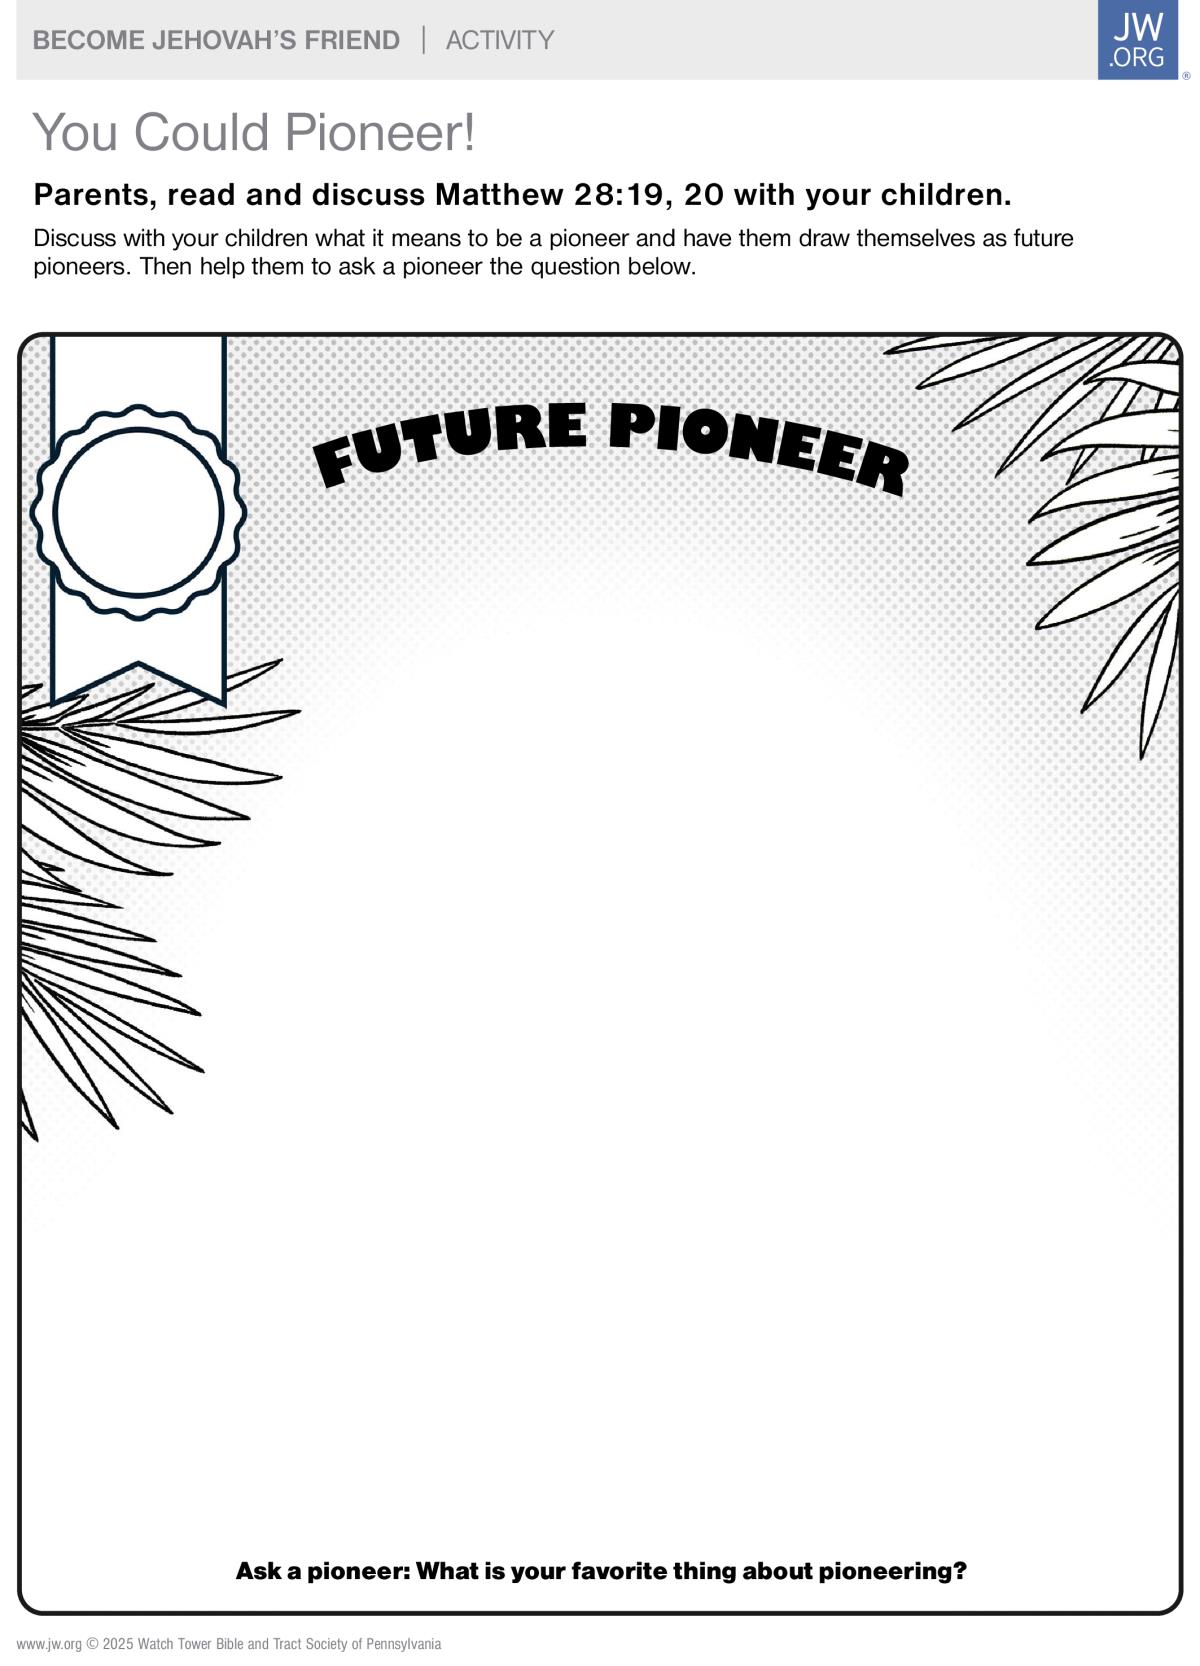 BECOME JEHOVAH’S FRIEND | ACTIVITY
JW
.ORG
®
You Could Pioneer!
Parents, read and discuss Matthew 28:19, 20 with your children.
Discuss with your children what it means to be a pioneer and have them draw themselves as future
pioneers. Then help them to ask a pioneer the question below.
FUTURE PIONEER
Ask a pioneer: What is your favorite thing about pioneering?
www.jw.org © 2025 Watch Tower Bible and Tract Society of Pennsylvania